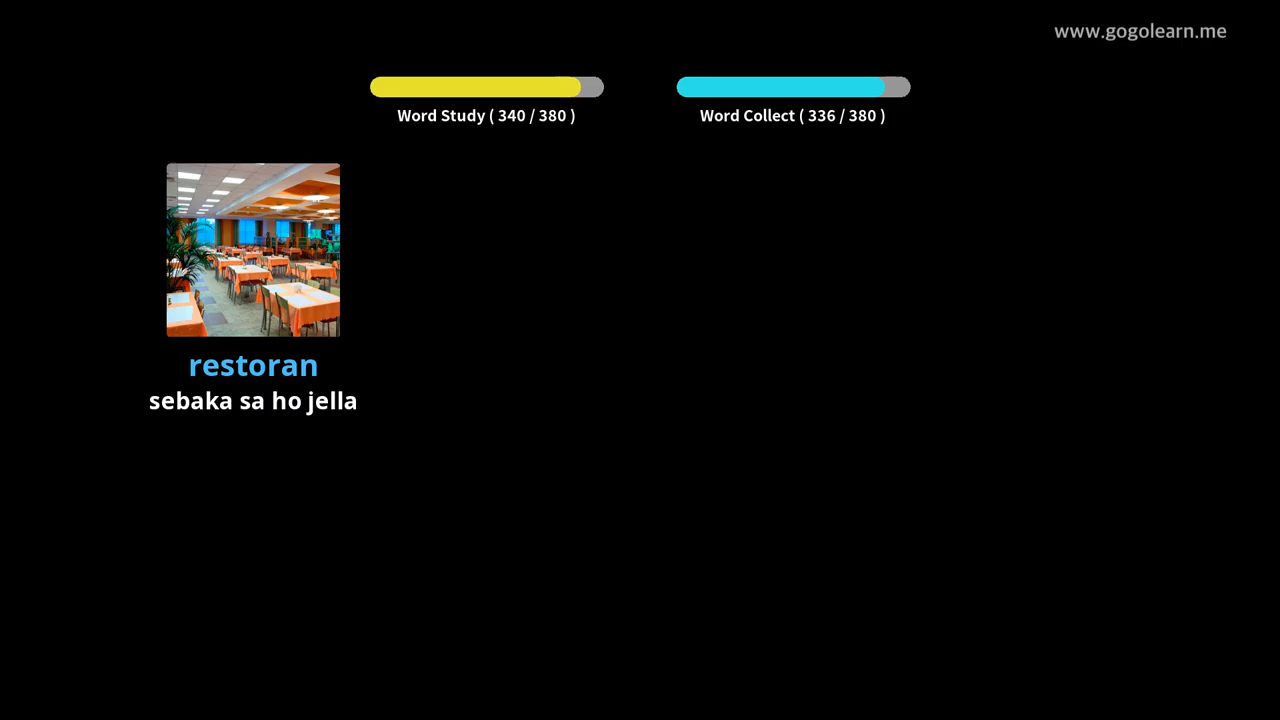 www.gogolearn.me
Word Study ( 340 / 380 )
Word Collect ( 336 / 380 )
restoran
sebaka sa ho jella